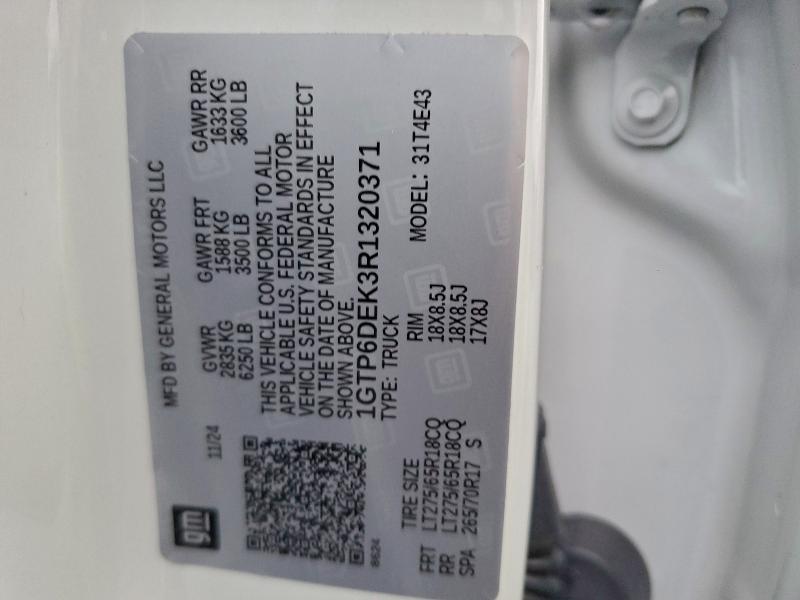 gm
11/24
MFD BY GENERAL MOTORS LLC
GVWR GAWR FRT GAWR RR
2835 KG 1588 KG 1633 KG
6250 LB 3500 LB 3600 LB
THIS VEHICLE CONFORMS TO ALL
APPLICABLE U.S. FEDERAL MOTOR
VEHICLE SAFETY STANDARDS IN EFFECT
ON THE DATE OF MANUFACTURE
SHOWN ABOVE.
1GTP6DEK3R1320371
TYPE: TRUCK MODEL: 31T4E43
8624
TIRE SIZE RIM
FRT LT275/65R18CQ 18X8.5J
RR LT275/65R18CQ 18X8.5J
SPA 265/70R17 S 17X8J